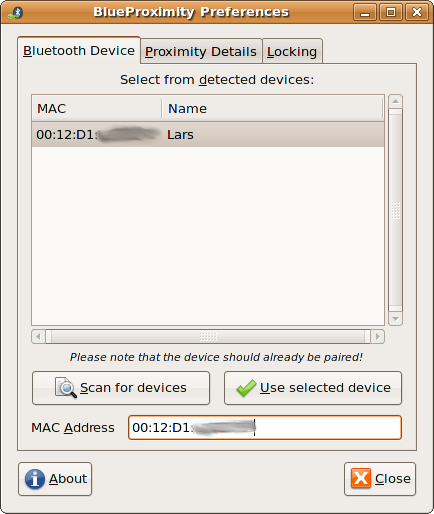 BlueProximity Preferences
Bluetooth Device Proximity Details Locking
Select from detected devices:
MAC Name
00:12:D1: Lars
Please note that the device should already be paired!
Scan for devices Use selected device
MAC Address 00:12:D1:
About Close